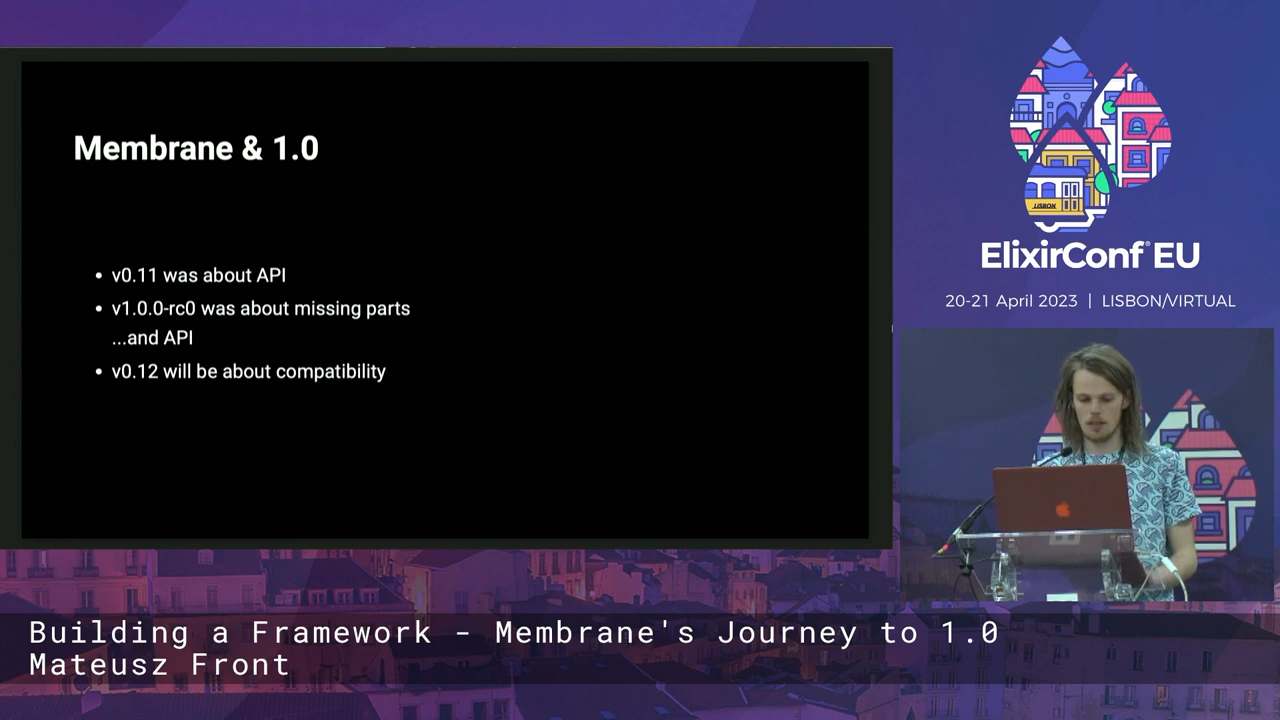 Membrane & 1.0
• v0.11 was about API
• v1.0.0-rc0 was about missing parts
...and API
• v0.12 will be about compatibility
LISBON
ElixirConf® EU
20-21 April 2023 | LISBON/VIRTUAL
Building a Framework - Membrane's Journey to 1.0
Mateusz Front